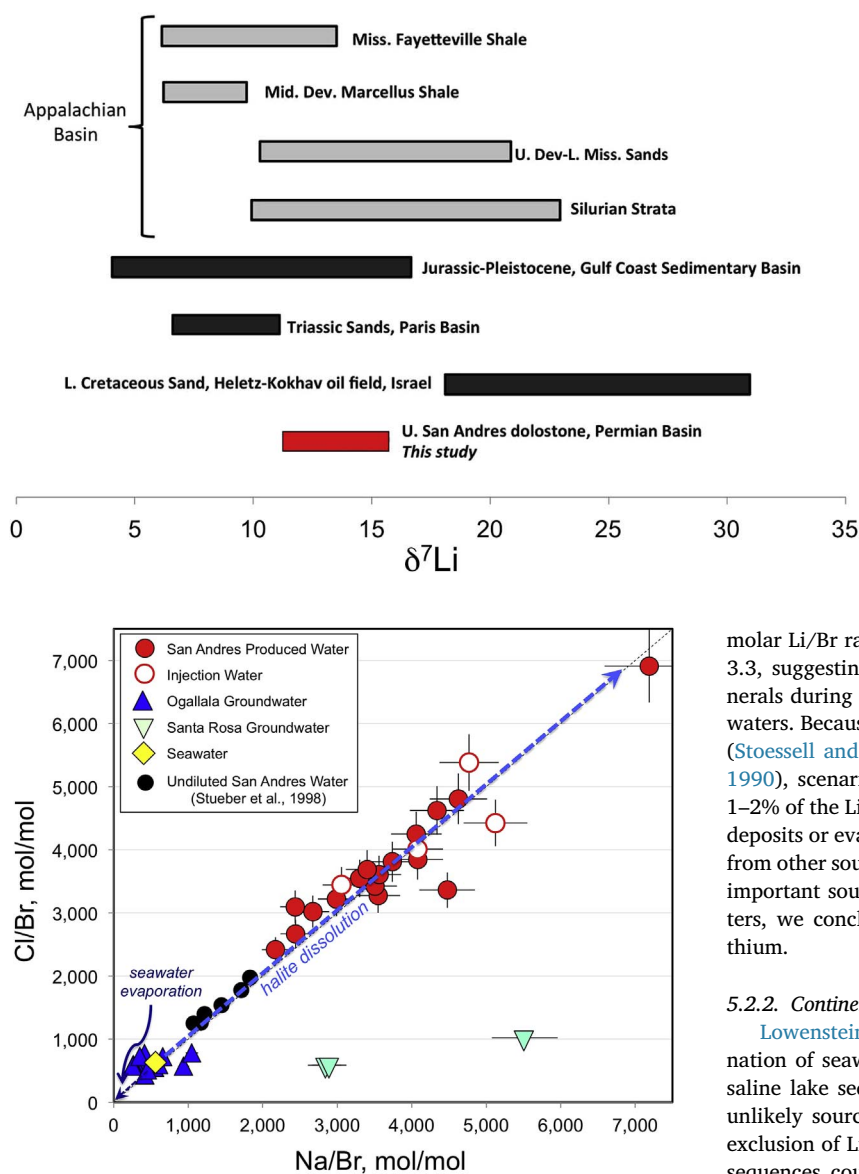 Miss. Fayetteville Shale
Mid. Dev. Marcellus Shale
Appalachian
Basin
U. Dev-L. Miss. Sands
Silurian Strata
Jurassic-Pleistocene, Gulf Coast Sedimentary Basin
Triassic Sands, Paris Basin
L. Cretaceous Sand, Heletz-Kokhav oil field, Israel
U. San Andres dolostone, Permian Basin
This study
0 5 10 15 20 25 30 35
δ⁷Li
7,000
6,000
5,000
4,000
3,000
2,000
1,000
0
Cl/Br, mol/mol
San Andres Produced Water
Injection Water
Ogallala Groundwater
Santa Rosa Groundwater
Seawater
Undiluted San Andres Water
(Stueber et al., 1998)
halite dissolution
seawater
evaporation
0 1,000 2,000 3,000 4,000 5,000 6,000 7,000
Na/Br, mol/mol
molar Li/Br ra
3.3, suggestin
nerals during
waters. Becaus
(Stoessell and
1990), scenari
1–2% of the Li
deposits or eva
from other sou
important sou
ters, we concl
thium.
5.2.2. Contine
Lowenstein
nation of seaw
saline lake sec
unlikely sourc
exclusion of L
sequences cou